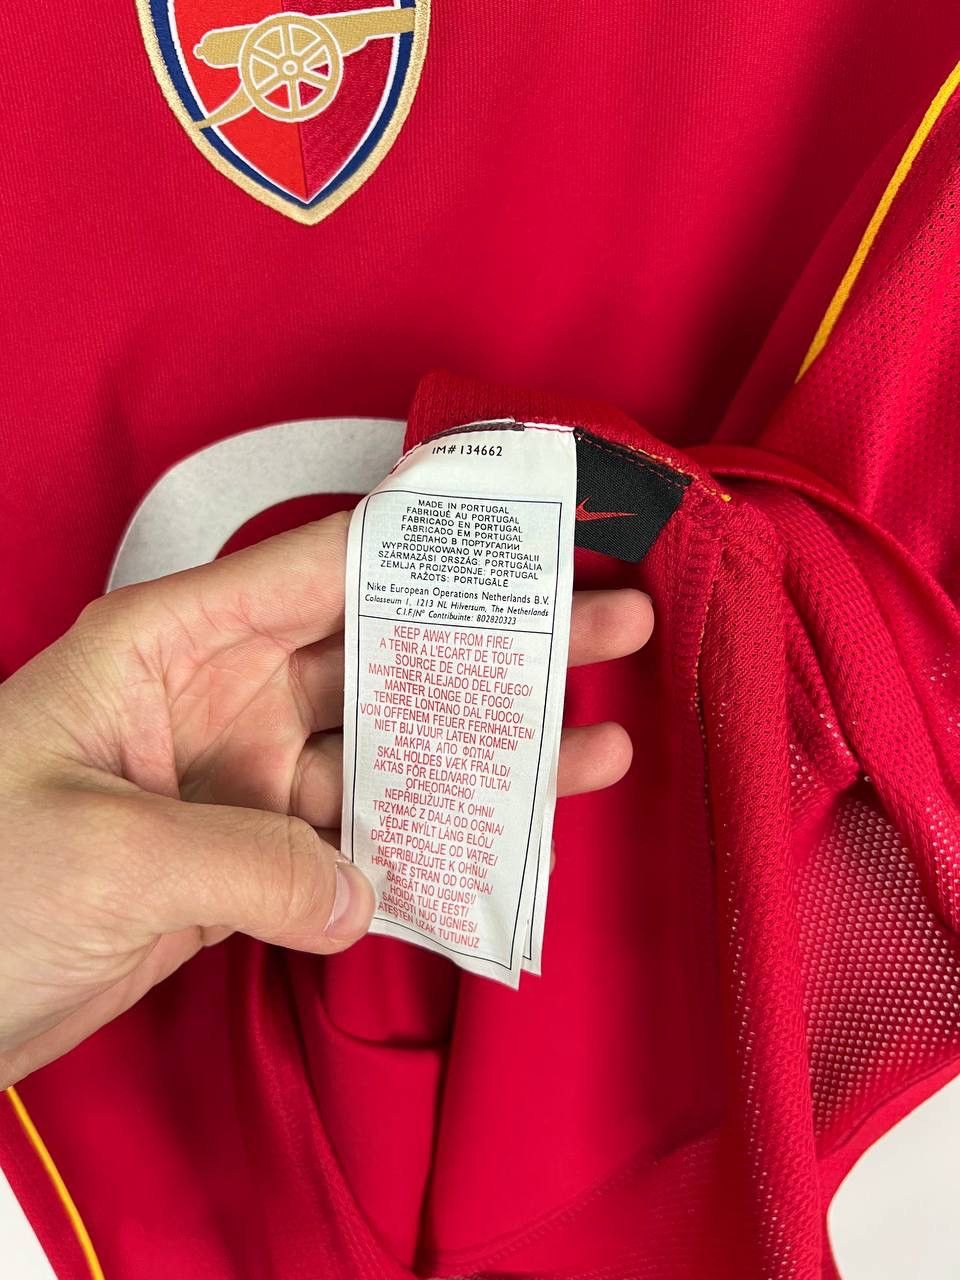 IM# 134662
MADE IN PORTUGAL
FABRIQUÉ AU PORTUGAL
FABRICADO EN PORTUGAL
FABRICADO EM PORTUGAL
СДЕЛАНО В ПОРТУГАЛИИ
WYPRODUKOWANO W PORTUGALII
SZÁRMAZÁSI ORSZÁG: PORTUGÁLIA
ZEMLJA PROIZVODNJE: PORTUGAL
RAŽOTS: PORTUGĀLĒ
Nike European Operations Netherlands B.V.
Colosseum 1, 1213 NL Hilversum, The Netherlands
C.I.F/Nº Contribuinte: 802820323
KEEP AWAY FROM FIRE/
A TENIR A L'ECART DE TOUTE
SOURCE DE CHALEUR/
MANTENER ALEJADO DEL FUEGO/
MANTER LONGE DE FOGO/
TENERE LONTANO DAL FUOCO/
VON OFFENEM FEUER FERNHALTEN/
NIET BIJ VUUR LATEN KOMEN/
ΜΑΚΡΙΑ ΑΠΟ ΦΩΤΙΑ/
SKAL HOLDES VÆK FRA ILD/
AKTAS FÖR ELD/VARO TULTA/
ОГНЕОПАСНО/
NEPRIBLIŽUJTE K OHNI/
TRZYMAĆ Z DALA OD OGNIA/
VÉDJE NYÍLT LÁNG ELŐL/
DRŽATI PODALJE OD VATRE/
NEPRIBLIŽUJTE K OHŇU/
HRANITE STRAN OD OGNJA/
SARGĀT NO UGUNS!/
HOIDA TULE EEST/
SAUGOTI NUO UGNIES/
ATEŞTEN UZAK TUTUNUZ